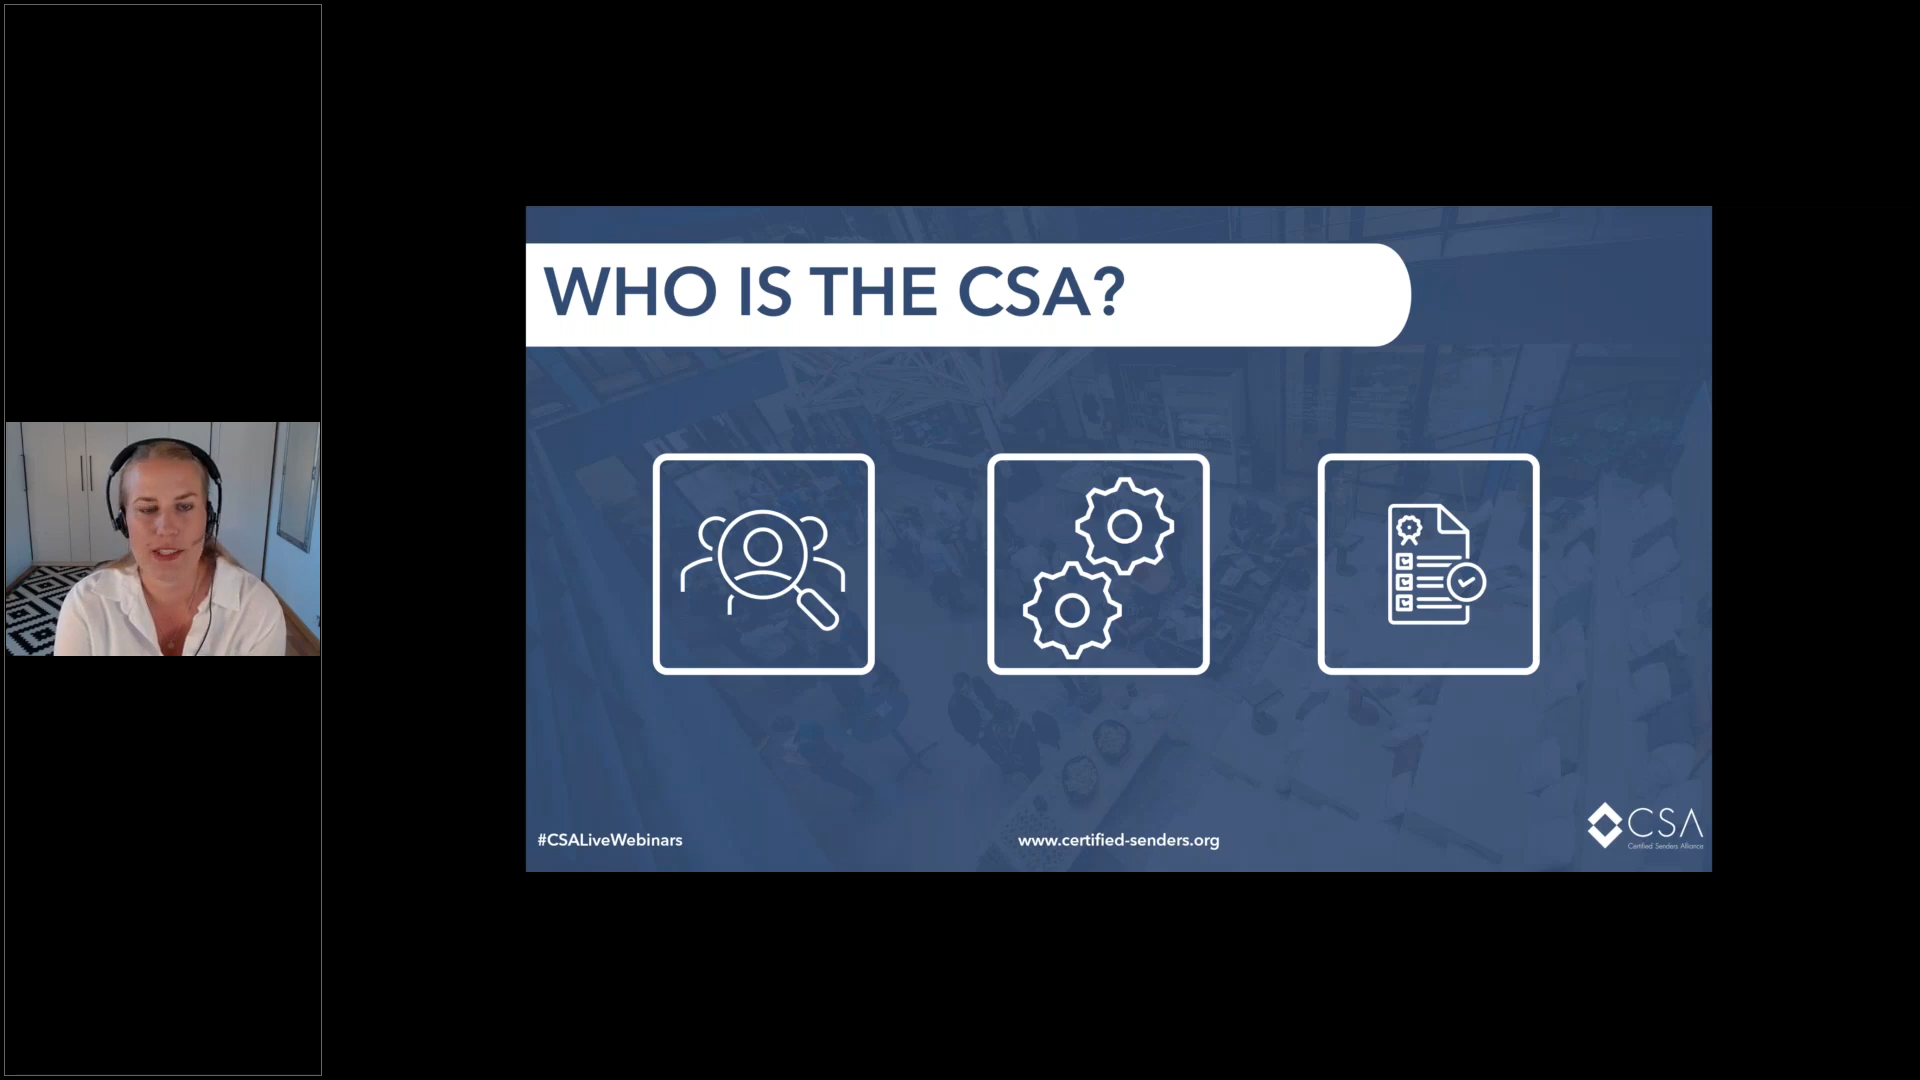 WHO IS THE CSA?
#CSALiveWebinars
www.certified-senders.org
CSA
Certified Senders Alliance